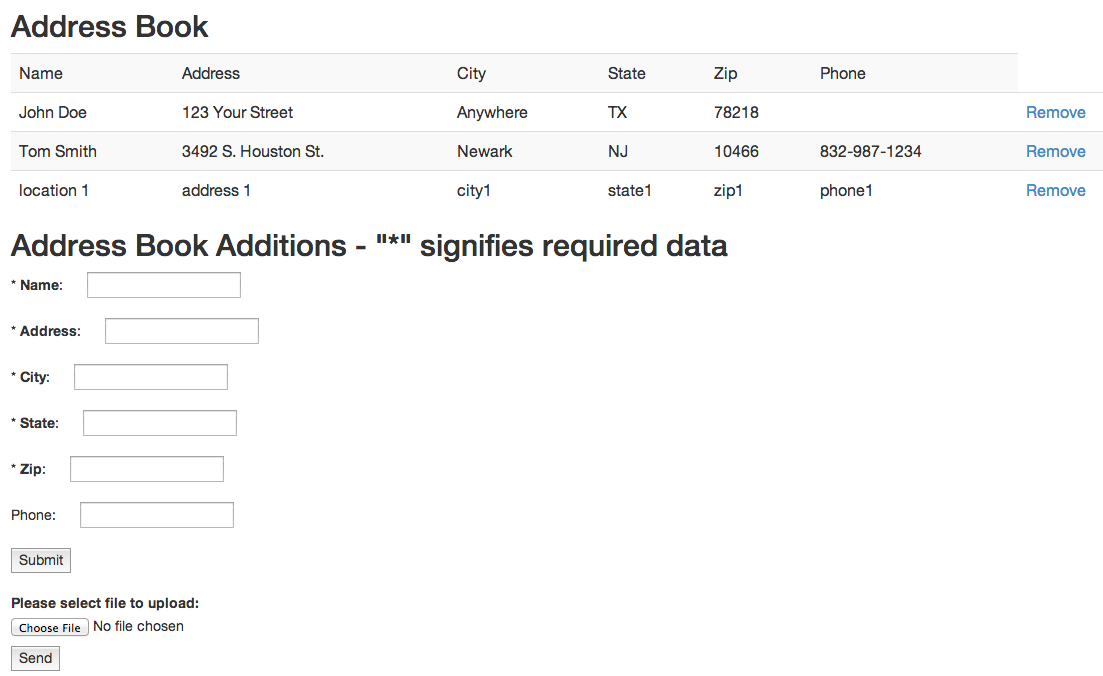 Address Book
Name Address City State Zip Phone
John Doe 123 Your Street Anywhere TX 78218 Remove
Tom Smith 3492 S. Houston St. Newark NJ 10466 832-987-1234 Remove
location 1 address 1 city1 state1 zip1 phone1 Remove
Address Book Additions - "*" signifies required data
* Name:
* Address:
* City:
* State:
* Zip:
Phone:
Submit
Please select file to upload:
Choose File No file chosen
Send